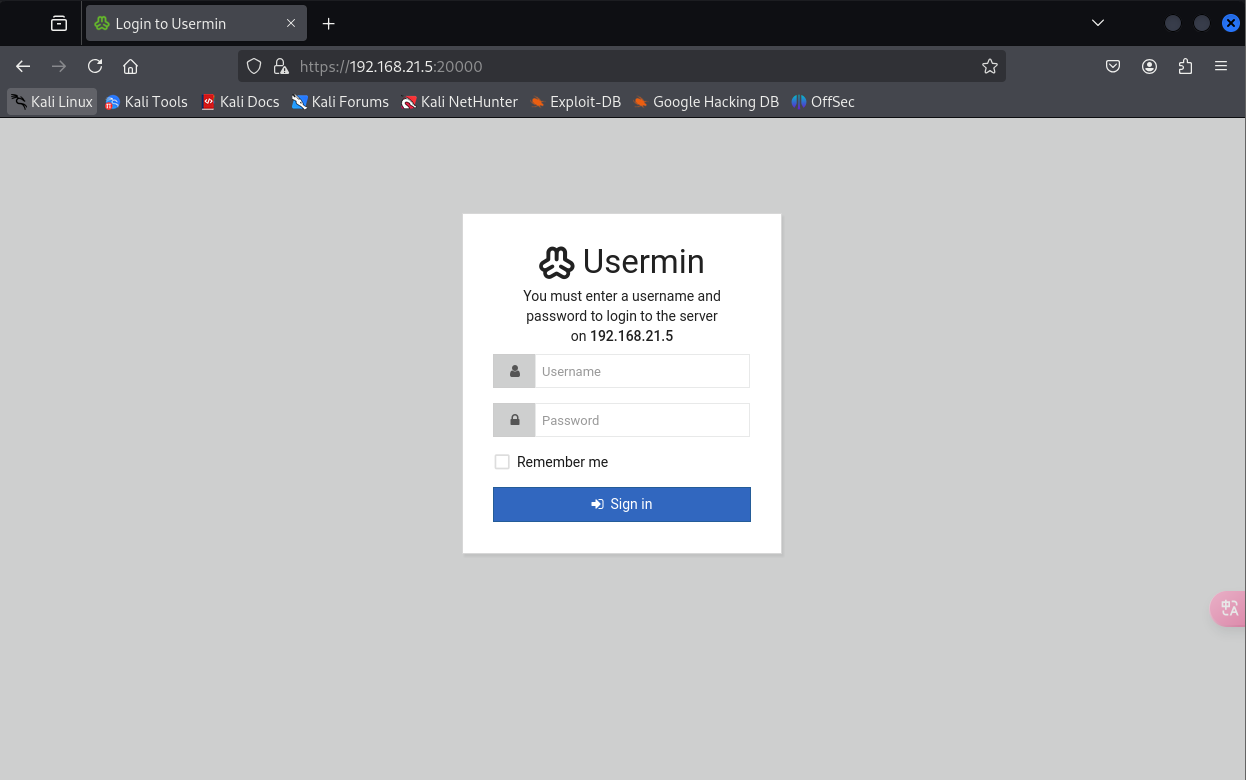 Login to Usermin
https://192.168.21.5:20000
Kali Linux Kali Tools Kali Docs Kali Forums Kali NetHunter Exploit-DB Google Hacking DB OffSec
Usermin
You must enter a username and
password to login to the server
on 192.168.21.5
Username
Password
Remember me
Sign in
中A